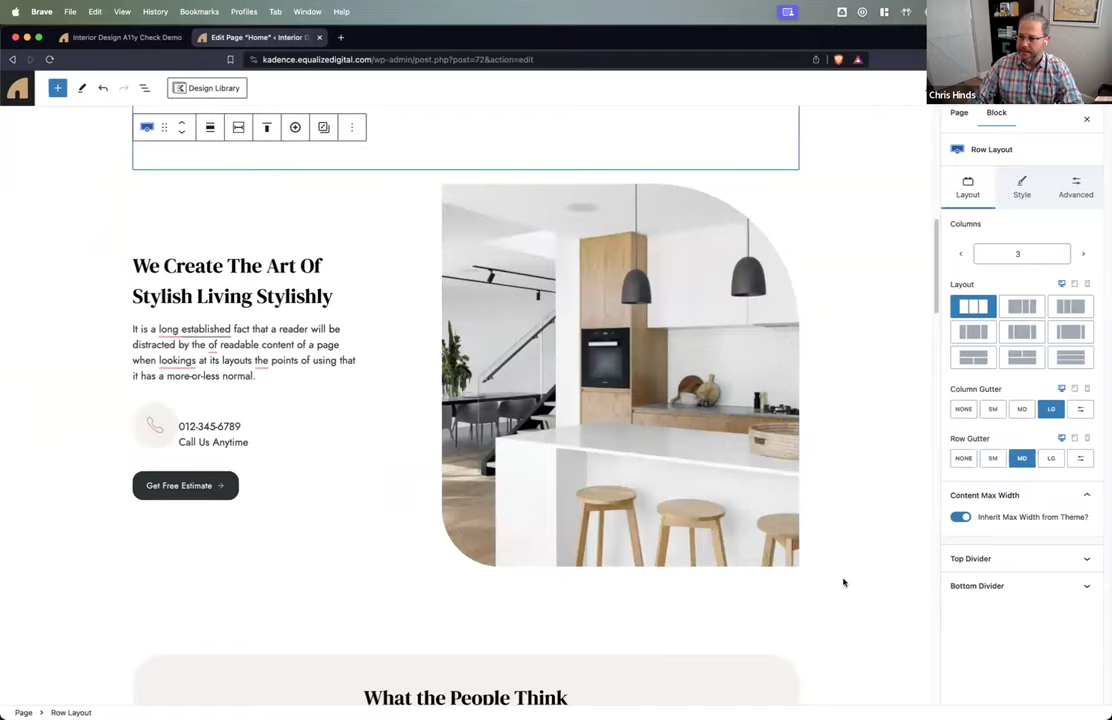 Brave File Edit View History Bookmarks Profiles Tab Window Help
Interior Design A11y Check Demo
Edit Page "Home" ‹ Interior D
kadence.equalizedigital.com/wp-admin/post.php?post=72&action=edit
Chris Hinds
Design Library
Page Block
Row Layout
Layout Style Advanced
Columns
3
Layout
Column Gutter
NONE SM MD LG
Row Gutter
NONE SM MD LG
Content Max Width
Inherit Max Width from Theme?
Top Divider
Bottom Divider
We Create The Art Of
Stylish Living Stylishly
It is a long established fact that a reader will be
distracted by the of readable content of a page
when lookings at its layouts the points of using that
it has a more-or-less normal.
012-345-6789
Call Us Anytime
Get Free Estimate →
What the People Think
Page > Row Layout